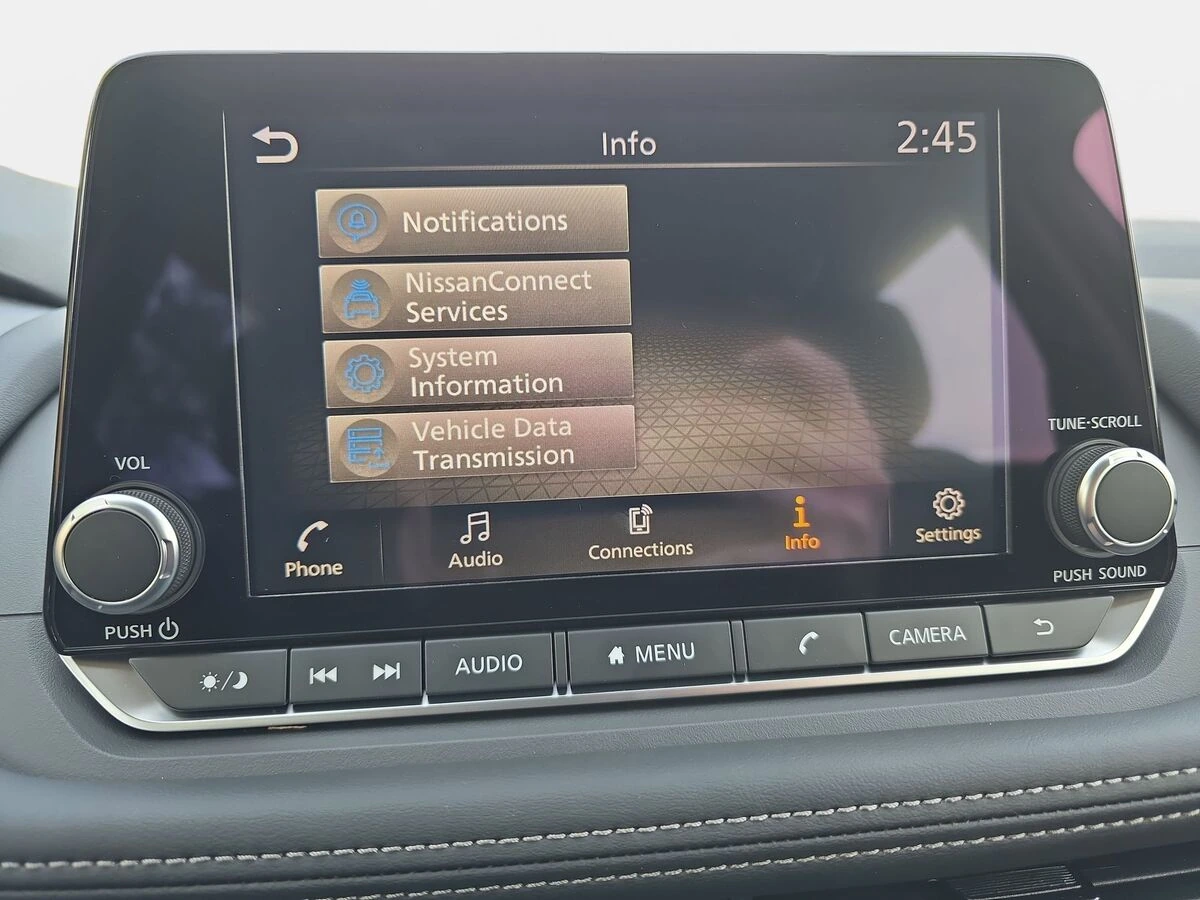 Info
2:45
Notifications
NissanConnect
Services
System
Information
Vehicle Data
Transmission
VOL
TUNE·SCROLL
Phone
Audio
Connections
Info
Settings
PUSH
PUSH SOUND
AUDIO
MENU
CAMERA